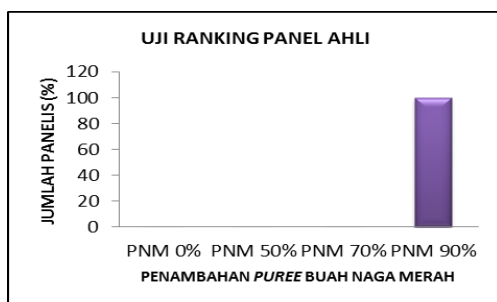 UJI RANKING PANEL AHLI
JUMLAH PANELIS (%)
120
100
80
60
40
20
0
PNM 0% PNM 50% PNM 70% PNM 90%
PENAMBAHAN PUREE BUAH NAGA MERAH